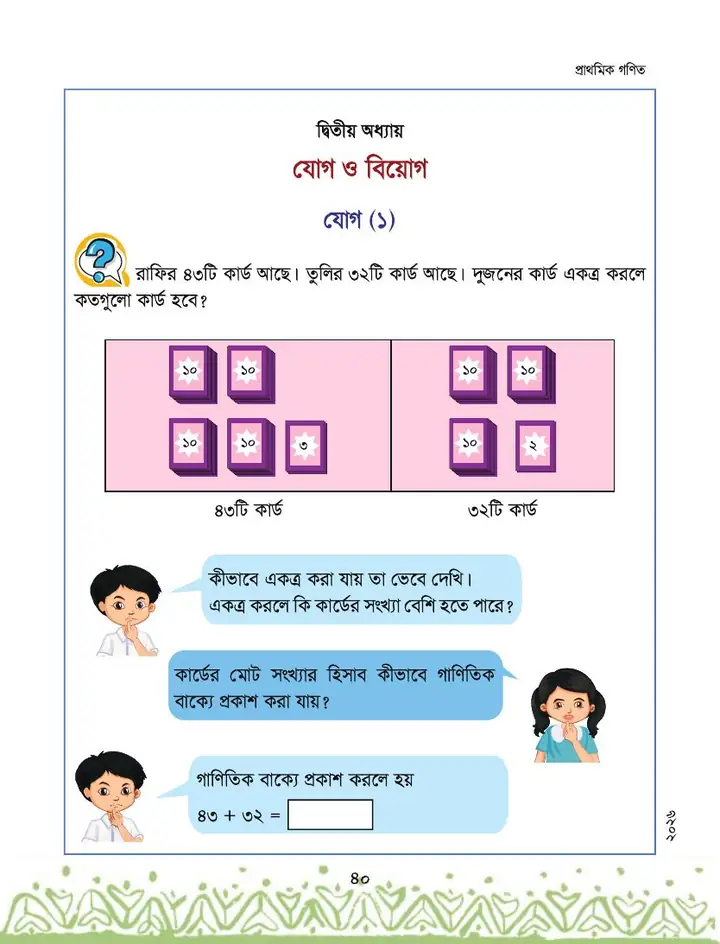 প্রাথমিক গণিত
দ্বিতীয় অধ্যায়
যোগ ও বিয়োগ
যোগ (১)
?
রাফির ৪৩টি কার্ড আছে। তুলির ৩২টি কার্ড আছে। দুজনের কার্ড একত্র করলে
কতগুলো কার্ড হবে?
১০ ১০ ১০ ১০
১০ ১০ ৩ ১০ ২
৪৩টি কার্ড ৩২টি কার্ড
কীভাবে একত্র করা যায় তা ভেবে দেখি।
একত্র করলে কি কার্ডের সংখ্যা বেশি হতে পারে?
কার্ডের মোট সংখ্যার হিসাব কীভাবে গাণিতিক
বাক্যে প্রকাশ করা যায়?
গাণিতিক বাক্যে প্রকাশ করলে হয়
৪৩ + ৩২ =
২০২৬
৪০